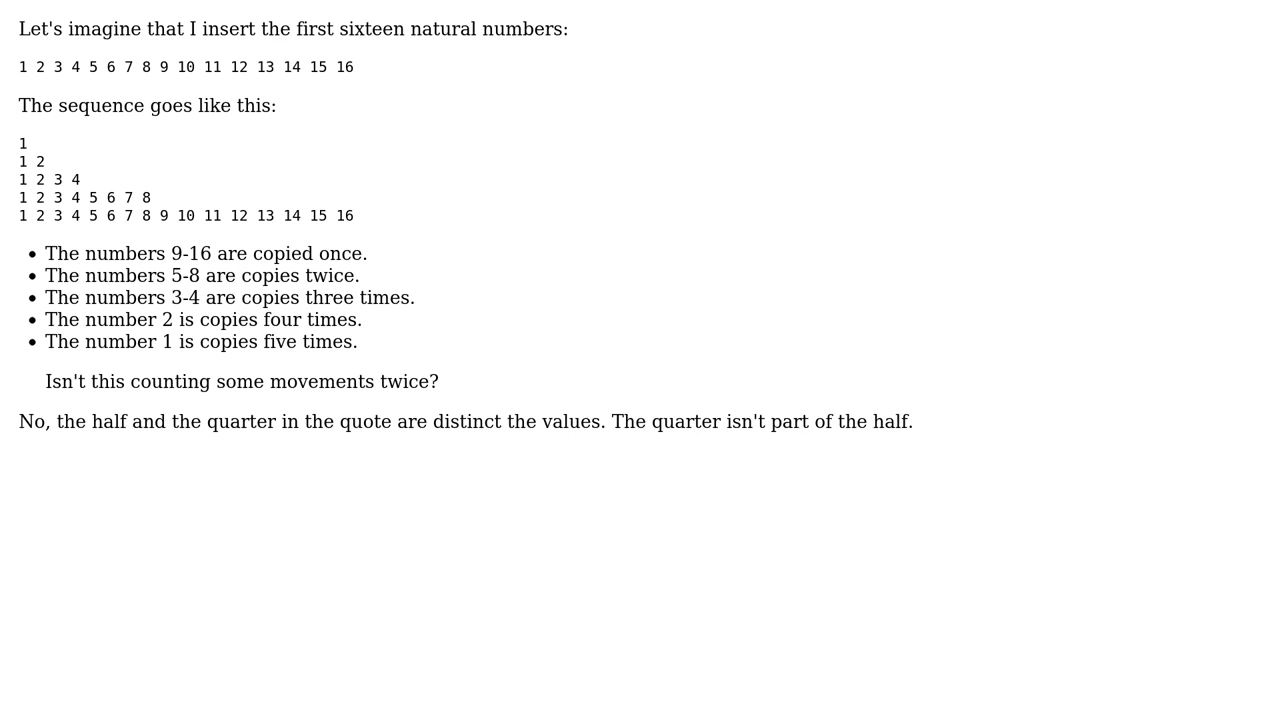 Let's imagine that I insert the first sixteen natural numbers:
1 2 3 4 5 6 7 8 9 10 11 12 13 14 15 16
The sequence goes like this:
1
1 2
1 2 3 4
1 2 3 4 5 6 7 8
1 2 3 4 5 6 7 8 9 10 11 12 13 14 15 16
• The numbers 9-16 are copied once.
• The numbers 5-8 are copies twice.
• The numbers 3-4 are copies three times.
• The number 2 is copies four times.
• The number 1 is copies five times.
Isn't this counting some movements twice?
No, the half and the quarter in the quote are distinct the values. The quarter isn't part of the half.